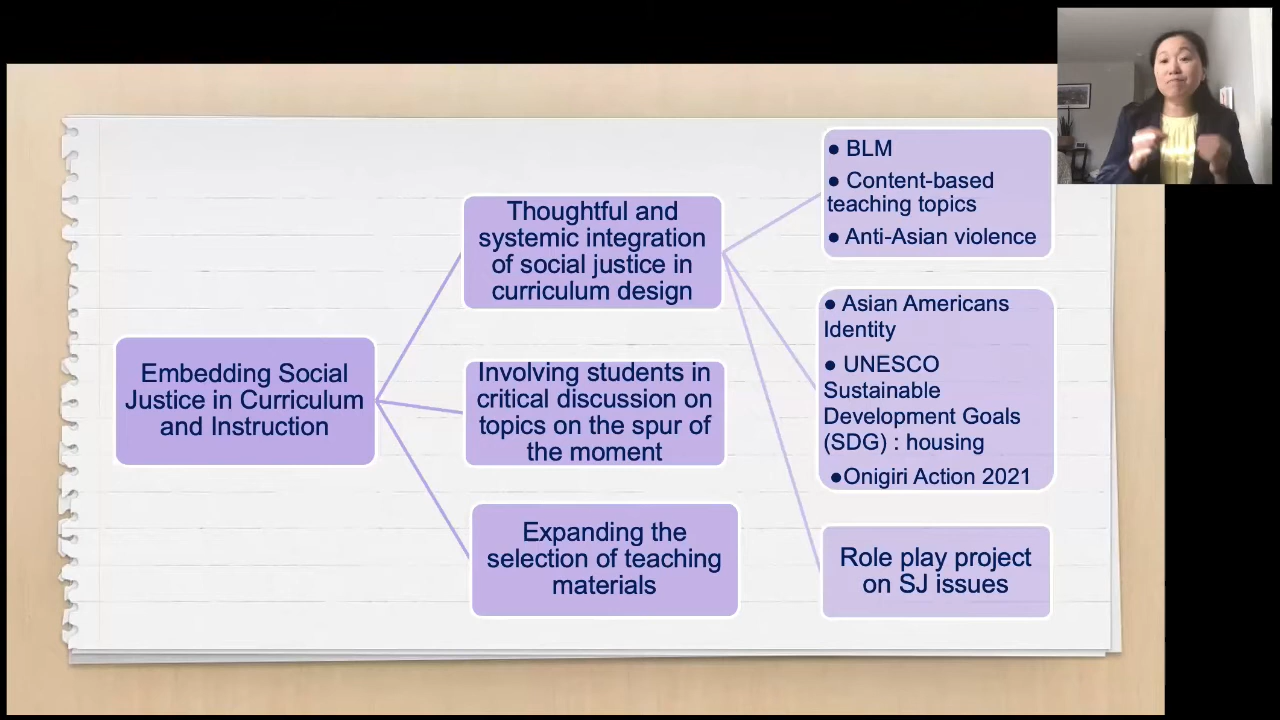 Embedding Social
Justice in Curriculum
and Instruction
Thoughtful and
systemic integration
of social justice in
curriculum design
Involving students in
critical discussion on
topics on the spur of
the moment
Expanding the
selection of teaching
materials
● BLM
● Content-based
teaching topics
● Anti-Asian violence
● Asian Americans
Identity
● UNESCO
Sustainable
Development Goals
(SDG) : housing
●Onigiri Action 2021
Role play project
on SJ issues